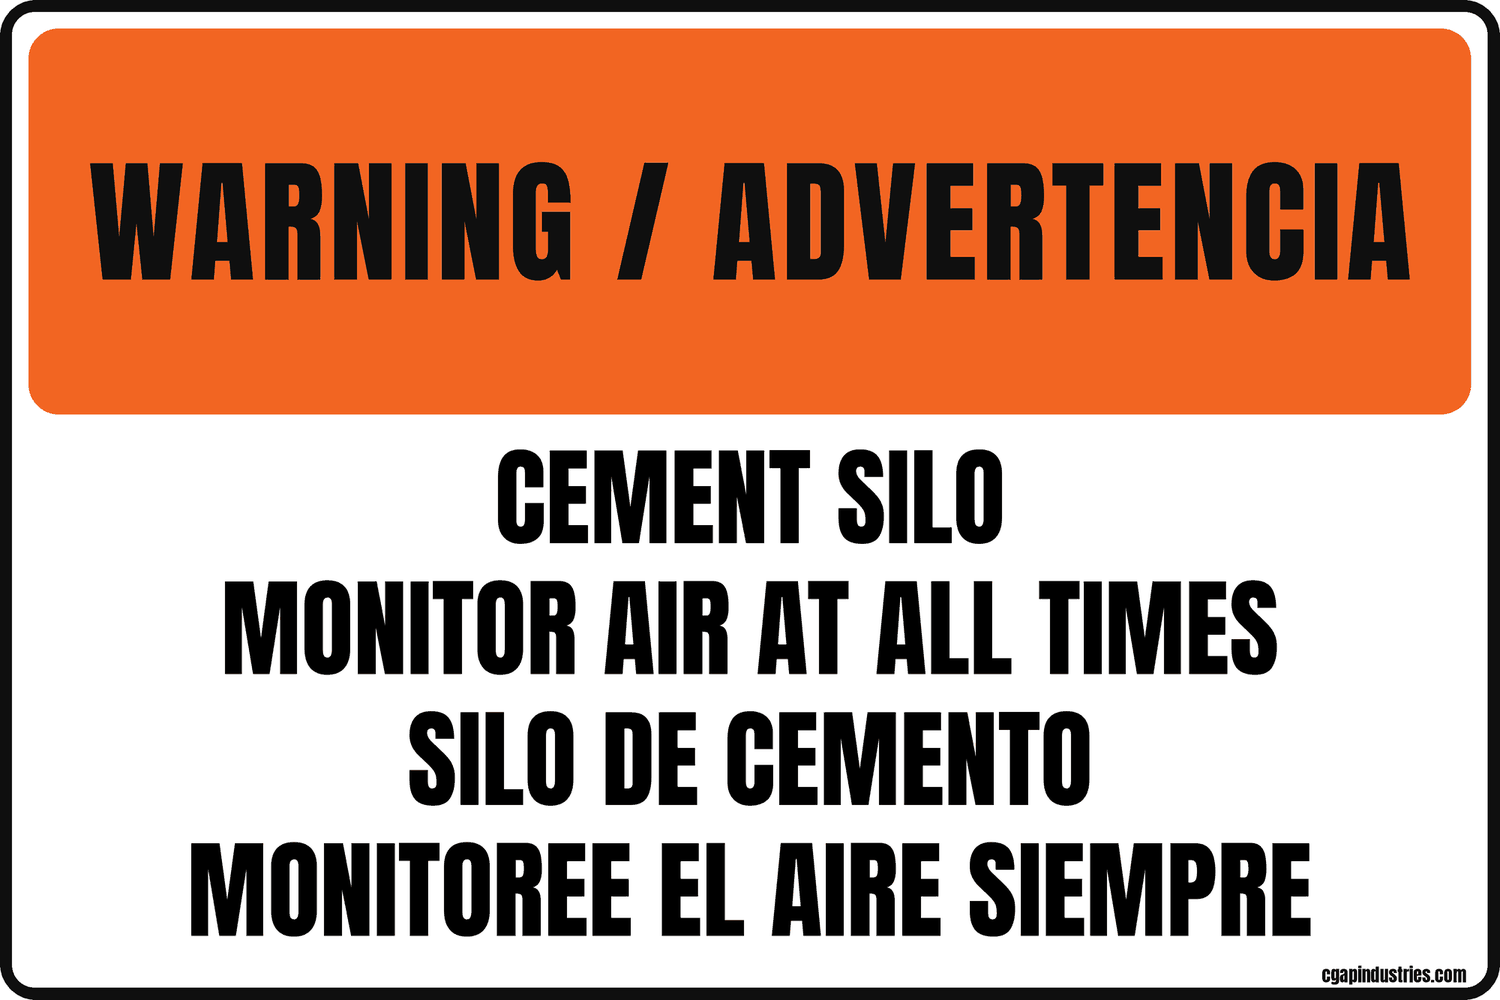 WARNING / ADVERTENCIA
CEMENT SILO
MONITOR AIR AT ALL TIMES
SILO DE CEMENTO
MONITOREE EL AIRE SIEMPRE
cgapindustries.com